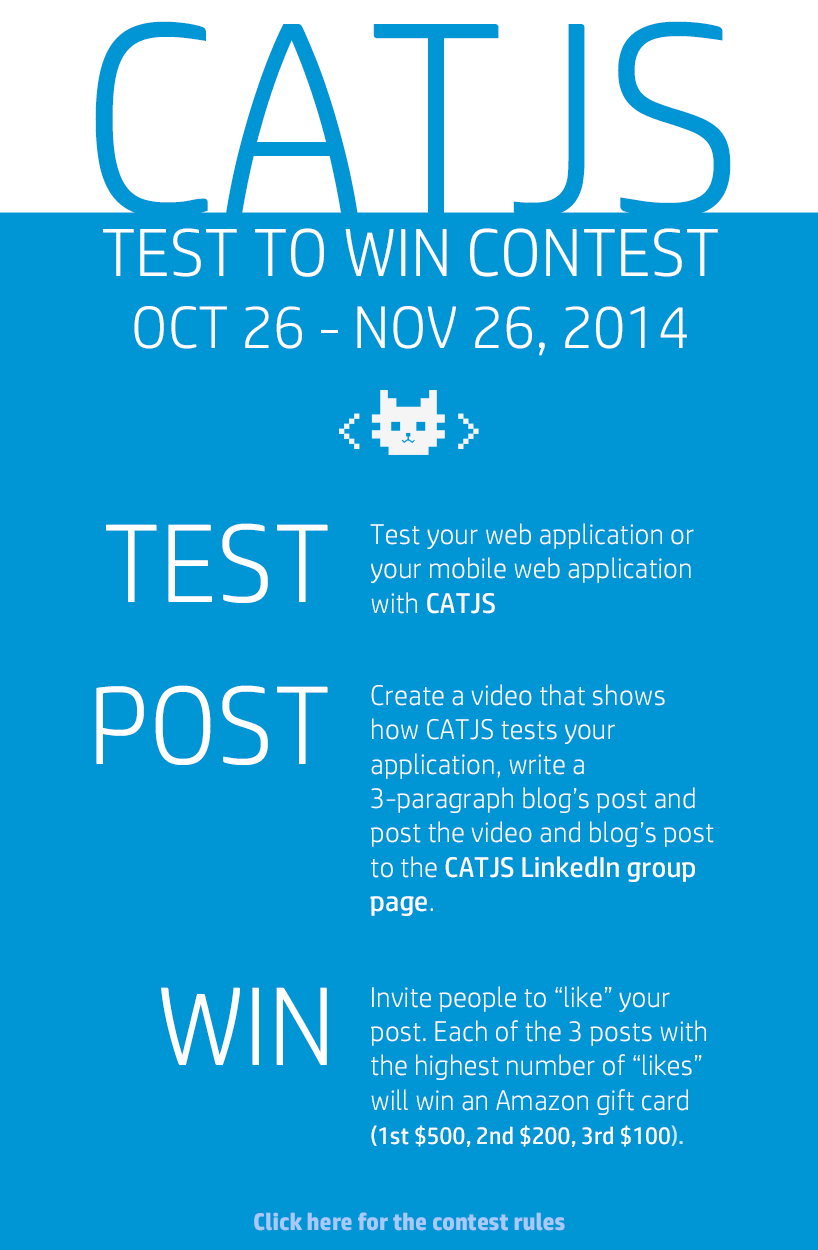 CATJS
TEST TO WIN CONTEST
OCT 26 - NOV 26, 2014
TEST
Test your web application or
your mobile web application
with CATJS
POST
Create a video that shows
how CATJS tests your
application, write a
3-paragraph blog’s post and
post the video and blog’s post
to the CATJS LinkedIn group
page.
WIN
Invite people to “like” your
post. Each of the 3 posts with
the highest number of “likes”
will win an Amazon gift card
(1st $500, 2nd $200, 3rd $100).
Click here for the contest rules